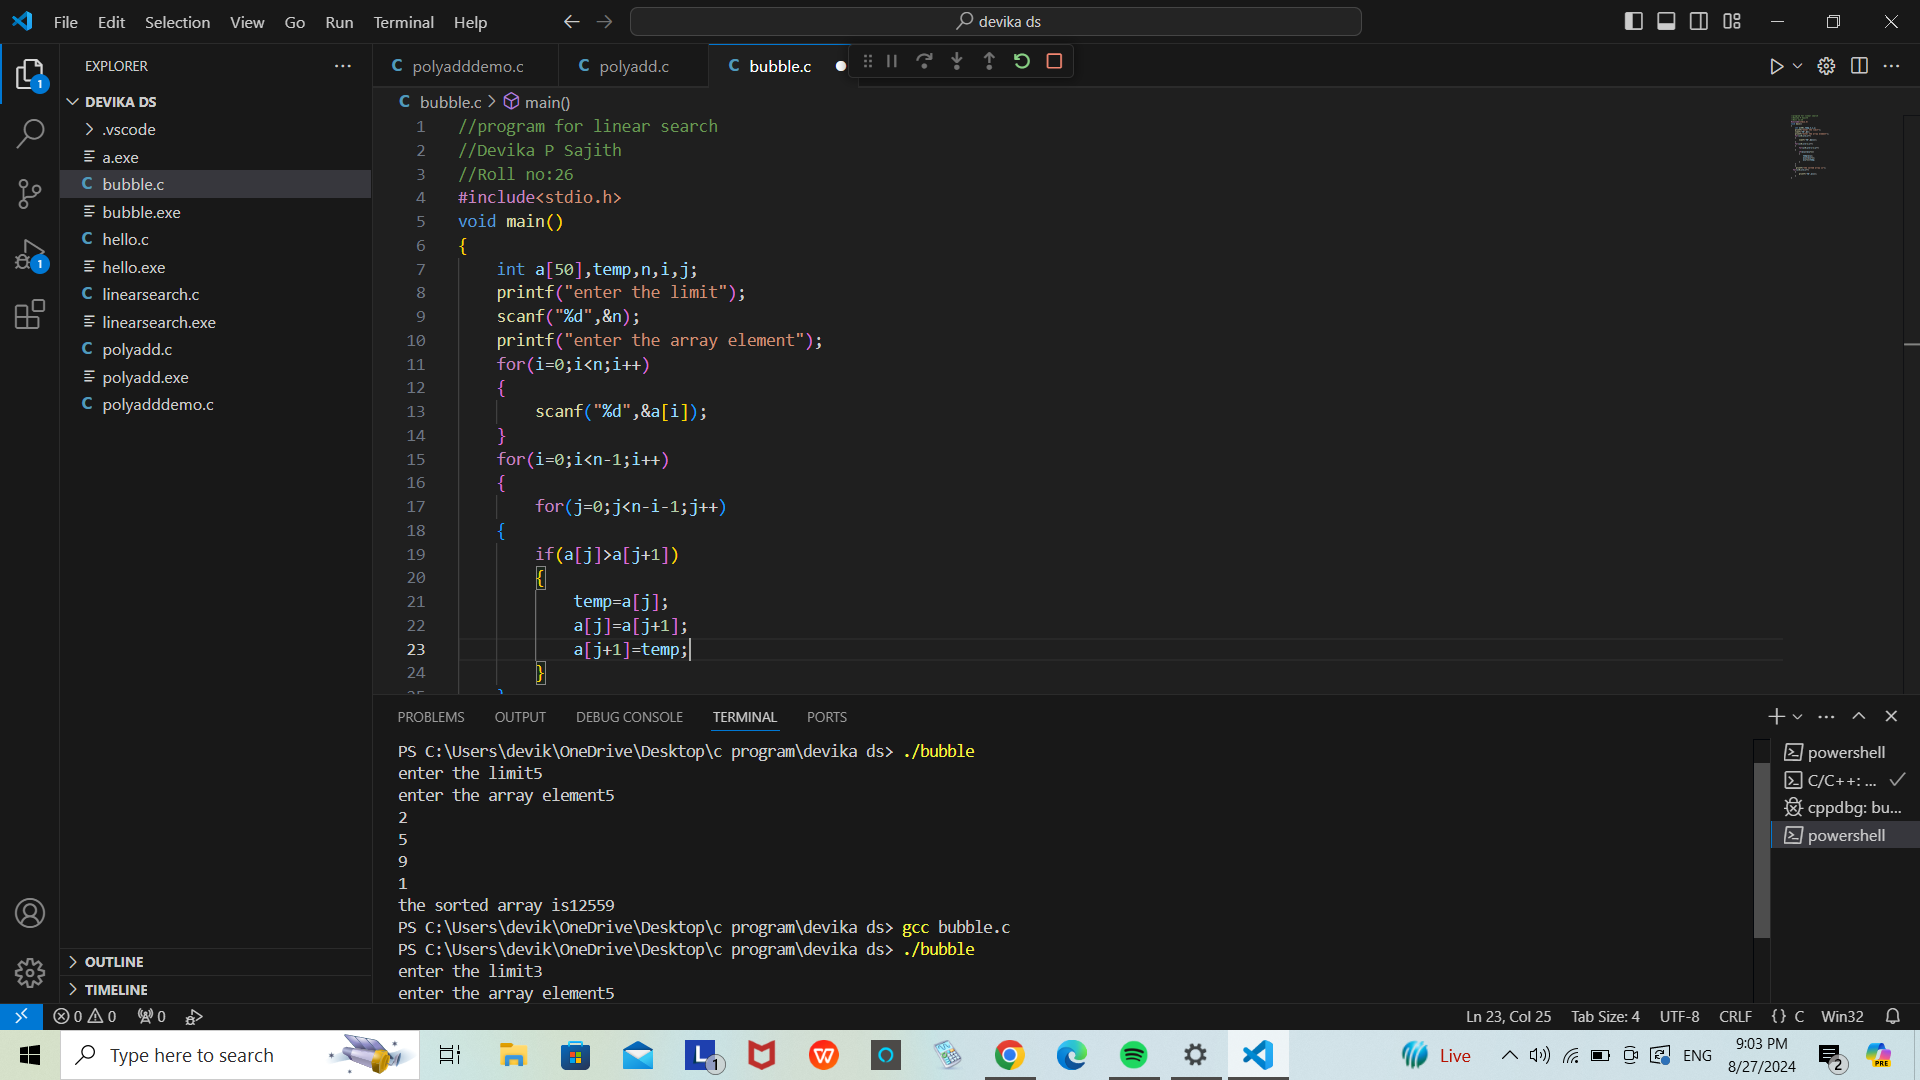 File Edit Selection View Go Run Terminal Help
devika ds
EXPLORER
DEVIKA DS
.vscode
a.exe
C bubble.c
bubble.exe
C hello.c
hello.exe
C linearsearch.c
linearsearch.exe
C polyadd.c
polyadd.exe
C polyadddemo.c
OUTLINE
TIMELINE
1
1
C polyadddemo.c C polyadd.c C bubble.c
C bubble.c > main()
1 //program for linear search
2 //Devika P Sajith
3 //Roll no:26
4 #include<stdio.h>
5 void main()
6 {
7 int a[50],temp,n,i,j;
8 printf("enter the limit");
9 scanf("%d",&n);
10 printf("enter the array element");
11 for(i=0;i<n;i++)
12 {
13 scanf("%d",&a[i]);
14 }
15 for(i=0;i<n-1;i++)
16 {
17 for(j=0;j<n-i-1;j++)
18 {
19 if(a[j]>a[j+1])
20 {
21 temp=a[j];
22 a[j]=a[j+1];
23 a[j+1]=temp;
24 }
PROBLEMS OUTPUT DEBUG CONSOLE TERMINAL PORTS
PS C:\Users\devik\OneDrive\Desktop\c program\devika ds> ./bubble
enter the limit5
enter the array element5
2
5
9
1
the sorted array is12559
PS C:\Users\devik\OneDrive\Desktop\c program\devika ds> gcc bubble.c
PS C:\Users\devik\OneDrive\Desktop\c program\devika ds> ./bubble
enter the limit3
enter the array element5
powershell
C/C++: ...
cppdbg: bu...
powershell
0 0 0
Ln 23, Col 25 Tab Size: 4 UTF-8 CRLF {} C Win32
Type here to search
L 1
W
Live
ENG
9:03 PM
8/27/2024
2
PRE